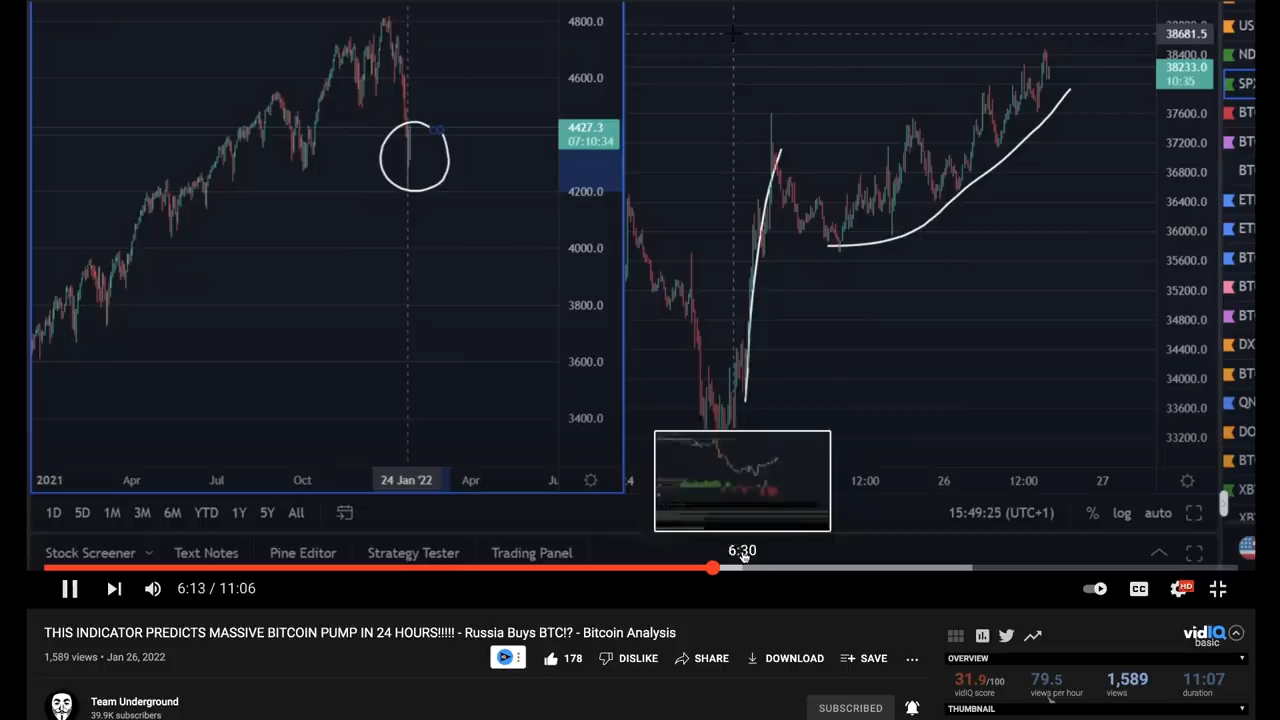 4800.0
4600.0
4427.3
07:10:34
4200.0
4000.0
3800.0
3600.0
3400.0
2021 Apr Jul Oct 24 Jan '22 Apr
38681.5
38400.0
38233.0
10:35
37600.0
37200.0
36800.0
36400.0
36000.0
35600.0
35200.0
34800.0
34400.0
34000.0
33600.0
33200.0
12:00 26 12:00 27
US
ND
SP
BT
BT
BT
ET
ET
BT
BT
BT
DX
BT
QN
DO
BT
XB
1D 5D 1M 3M 6M YTD 1Y 5Y All
15:49:25 (UTC+1) % log auto
Stock Screener Text Notes Pine Editor Strategy Tester Trading Panel
6:30
6:13 / 11:06
CC HD
THIS INDICATOR PREDICTS MASSIVE BITCOIN PUMP IN 24 HOURS!!!!! - Russia Buys BTC!? - Bitcoin Analysis
1,589 views • Jan 26, 2022
178 DISLIKE SHARE DOWNLOAD SAVE
Team Underground
39.9K subscribers
SUBSCRIBED
vidIQ
basic
OVERVIEW
31.9/100 79.5 1,589 11:07
vidIQ score views per hour views duration
THUMBNAIL